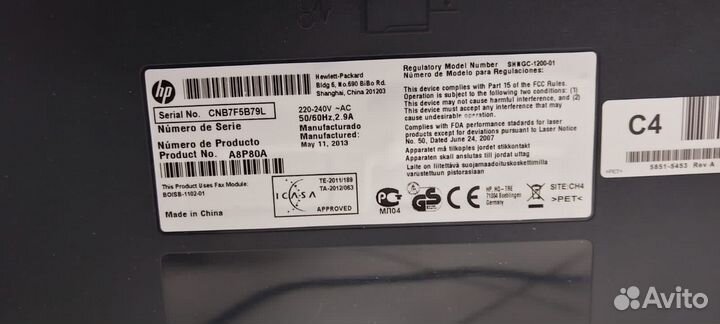 hp
Hewlett-Packard
Bldg 6, No.690 BiBo Rd.
Shanghai, China 201203
Serial No. CNB7F5B79L
Número de Serie
Número de Producto
Product No. A8P80A
220-240V ~AC
50/60Hz, 2.9A
Manufactured
Manufacturado
May 11, 2013
This Product Uses Fax Module:
BOISB-1102-01
Made in China
ICASA
TE-2011/189
TA-2012/063
APPROVED
Regulatory Model Number SHNGC-1200-01
Número de Modelo para Regulaciones:
This device complies with Part 15 of the FCC Rules.
Operation is subject to the following two conditions: (1)
This device may not cause harmful interference, and (2)
this device must accept any interference received,
including interference that may cause undesired operation.
Complies with FDA performance standards for laser
product except for deviations pursuant to Laser Notice
No. 50, Dated June 24, 2007
Apparatet må tilkoples jordet stikkontakt
Apparaten skall anslutas till jordat uttag
Laite on liitettävä suojamaadoituskoskettimilla
varustettuun pistorasiaan
МЛ04
CE
HP, HQ-TRE
71034 Boeblingen
Germany
SITE:CH4
>PET<
C4
>PET<
5851-5453 Rev A
Avito